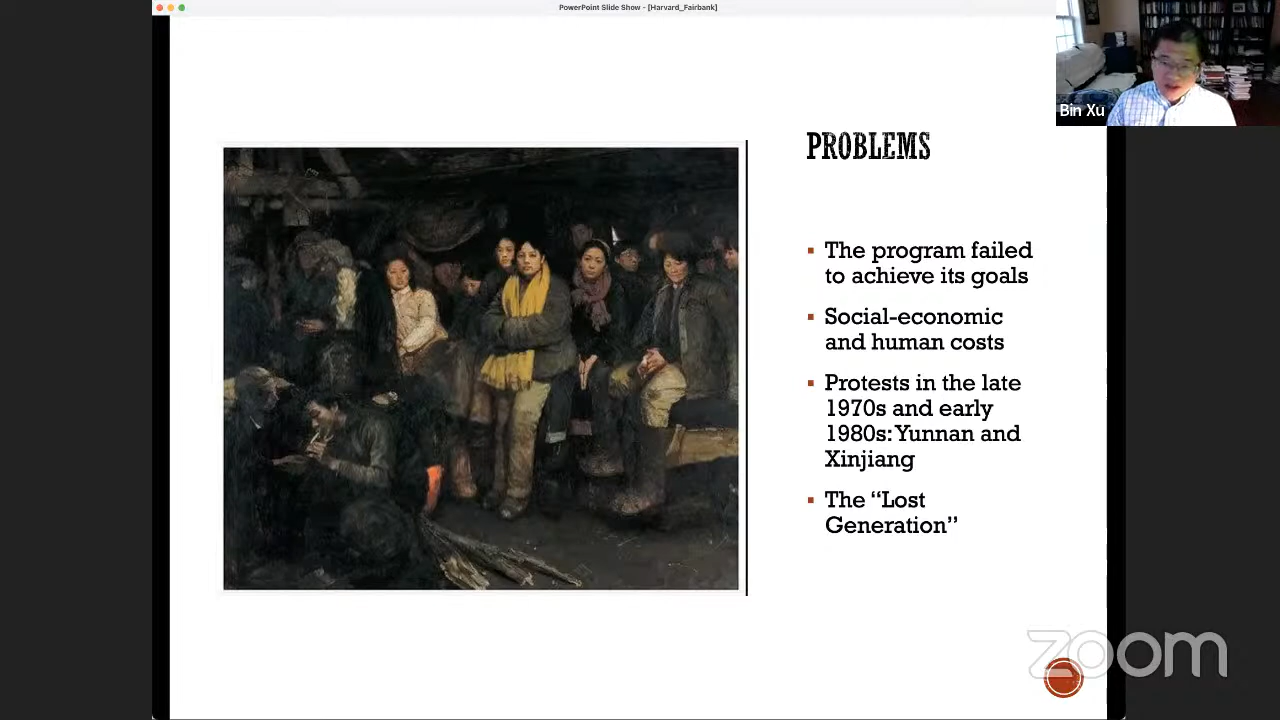 PowerPoint Slide Show - [Harvard_Fairbank]
Bin Xu
PROBLEMS
▪ The program failed
to achieve its goals
▪ Social-economic
and human costs
▪ Protests in the late
1970s and early
1980s: Yunnan and
Xinjiang
▪ The “Lost
Generation”
zoom